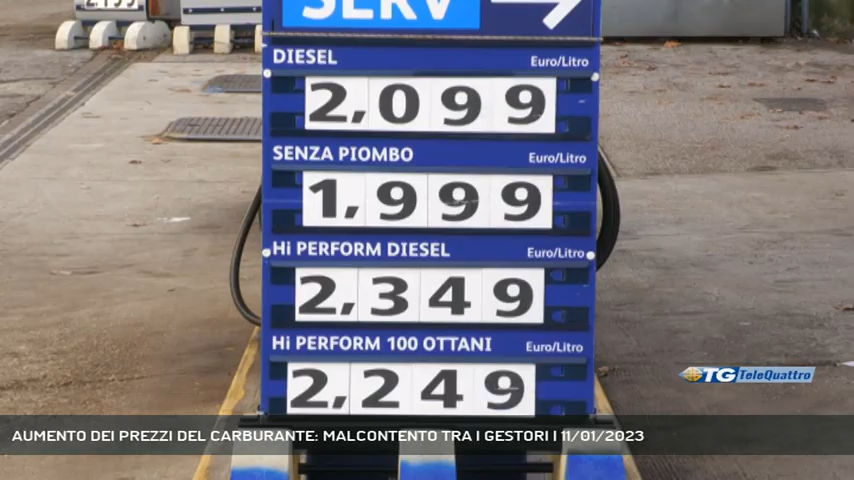 SERV
DIESEL Euro/Litro
2,099
SENZA PIOMBO Euro/Litro
1,999
Hi PERFORM DIESEL Euro/Litro
2,349
Hi PERFORM 100 OTTANI Euro/Litro
2,249
TG TeleQuattro
AUMENTO DEI PREZZI DEL CARBURANTE: MALCONTENTO TRA I GESTORI | 11/01/2023